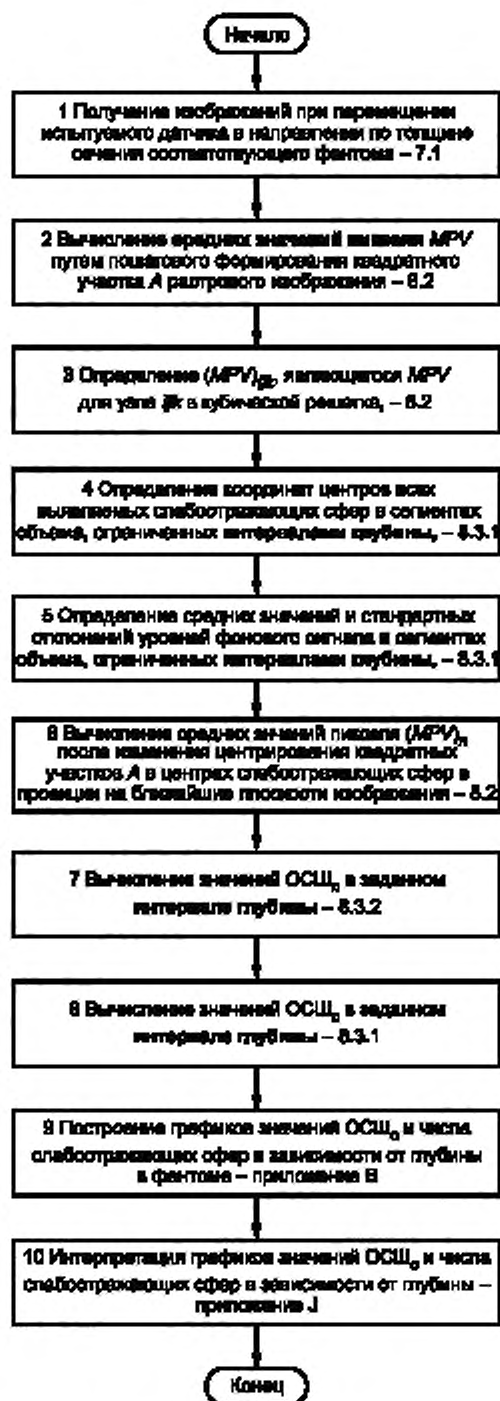 Начало
1 Получение изображений при перемещении
испытуемого датчика в направлении по толщине
сечения соответствующего фантома – 7.1
2 Вычисление средних значений пикселя MPV
путем пошагового формирования квадратного
участка A растрового изображения – 8.2
3 Определение (MPV)ijk, являющегося MPV
для узла ijk в кубической решетке, – 8.2
4 Определение координат центров всех
выявляемых слабоотражающих сфер в сегментах
объема, ограниченных интервалами глубины, – 8.3.1
5 Определение средних значений и стандартных
отклонений уровней фонового сигнала в сегментах
объема, ограниченных интервалами глубины, – 8.3.1
6 Вычисление средних значений пикселя (MPV)n
после изменения центрирования квадратных
участков A в центрах слабоотражающих сфер в
проекции на ближайшие плоскости изображения – 8.2
7 Вычисление значений ОСШn в заданном
интервале глубины – 8.3.2
8 Вычисление значений ОСШо в заданном
интервале глубины – 8.3.1
9 Построение графиков значений ОСШо и числа
слабоотражающих сфер в зависимости от глубины
в фантоме – приложение B
10 Интерпретация графиков значений ОСШо и числа
слабоотражающих сфер в зависимости от глубины –
приложение J
Конец